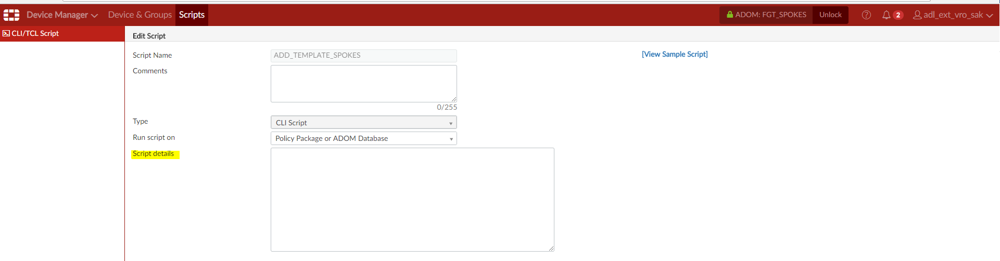 Device Manager Device & Groups Scripts ADOM: FGT_SPOKES Unlock 2 adl_ext_vro_sak
CLI/TCL Script
Edit Script
Script Name ADD_TEMPLATE_SPOKES [View Sample Script]
Comments
0/255
Type CLI Script
Run script on Policy Package or ADOM Database
Script details